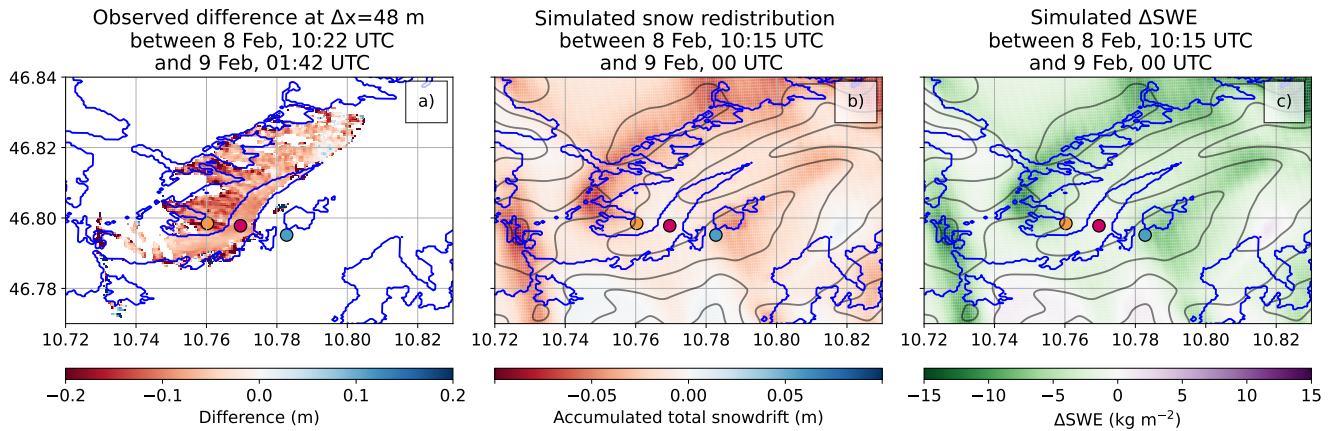 Observed difference at Δx=48 m
between 8 Feb, 10:22 UTC
and 9 Feb, 01:42 UTC
Simulated snow redistribution
between 8 Feb, 10:15 UTC
and 9 Feb, 00 UTC
Simulated ΔSWE
between 8 Feb, 10:15 UTC
and 9 Feb, 00 UTC
46.84
46.82
46.80
46.78
a)
b)
c)
10.72 10.74 10.76 10.78 10.80 10.82
10.72 10.74 10.76 10.78 10.80 10.82
10.72 10.74 10.76 10.78 10.80 10.82
−0.2 −0.1 0.0 0.1 0.2
Difference (m)
−0.05 0.00 0.05
Accumulated total snowdrift (m)
−15 −10 −5 0 5 10 15
ΔSWE (kg m⁻²)